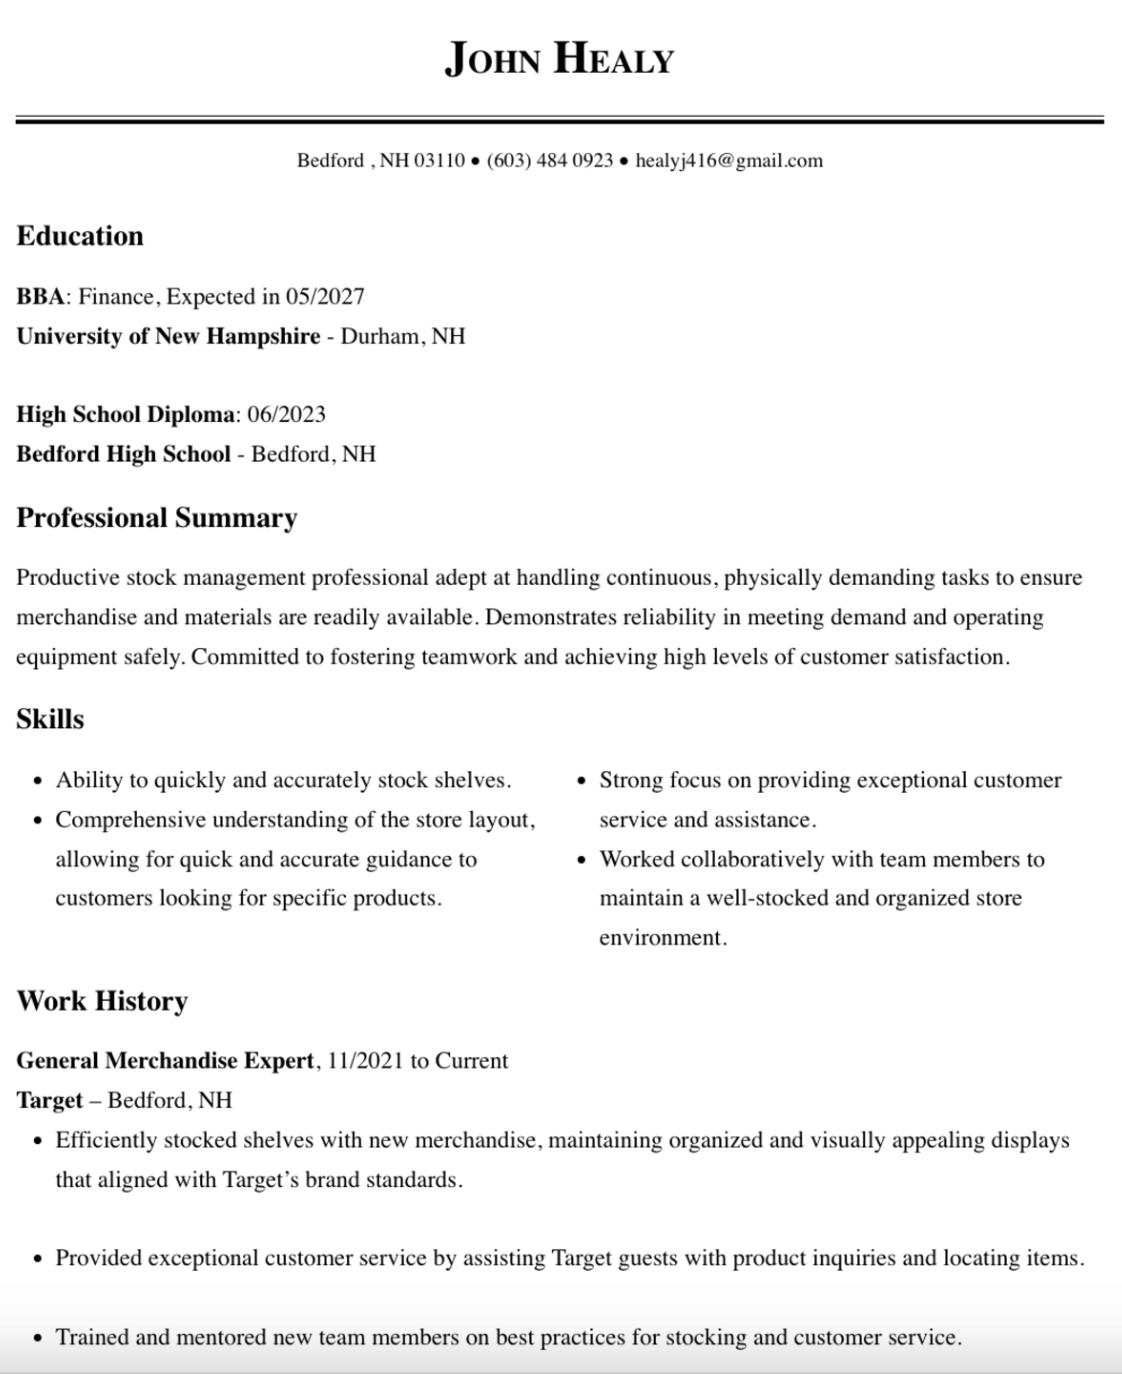 JOHN HEALY
Bedford , NH 03110 ● (603) 484 0923 ● healyj416@gmail.com
Education
BBA: Finance, Expected in 05/2027
University of New Hampshire - Durham, NH
High School Diploma: 06/2023
Bedford High School - Bedford, NH
Professional Summary
Productive stock management professional adept at handling continuous, physically demanding tasks to ensure
merchandise and materials are readily available. Demonstrates reliability in meeting demand and operating
equipment safely. Committed to fostering teamwork and achieving high levels of customer satisfaction.
Skills
• Ability to quickly and accurately stock shelves.
• Comprehensive understanding of the store layout,
allowing for quick and accurate guidance to
customers looking for specific products.
• Strong focus on providing exceptional customer
service and assistance.
• Worked collaboratively with team members to
maintain a well-stocked and organized store
environment.
Work History
General Merchandise Expert, 11/2021 to Current
Target – Bedford, NH
• Efficiently stocked shelves with new merchandise, maintaining organized and visually appealing displays
that aligned with Target’s brand standards.
• Provided exceptional customer service by assisting Target guests with product inquiries and locating items.
• Trained and mentored new team members on best practices for stocking and customer service.